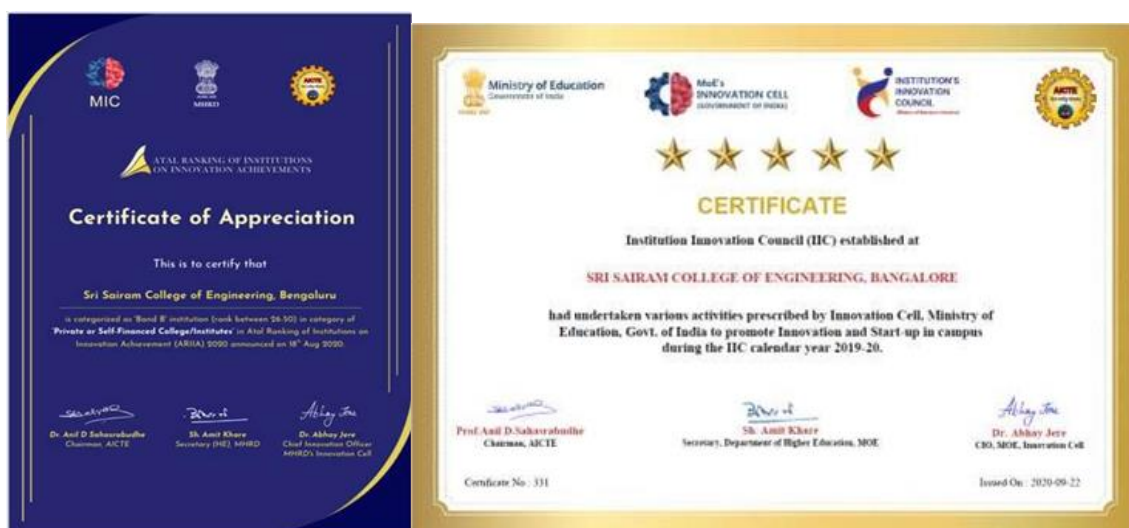 MIC
MHRD
AICTE
ATAL RANKING OF INSTITUTIONS
ON INNOVATION ACHIEVEMENTS
Certificate of Appreciation
This is to certify that
Sri Sairam College of Engineering, Bengaluru
is categorized as 'Band B' institution (rank between 26-50) in category of
'Private or Self-Financed College/Institutes' in Atal Ranking of Institutions on
Innovation Achievement (ARIIA) 2020 announced on 18th Aug 2020.
Dr. Anil D Sahasrabudhe
Chairman, AICTE
Sh. Amit Khare
Secretary (HE), MHRD
Dr. Abhay Jere
Chief Innovation Officer
MHRD's Innovation Cell
Ministry of Education
Government of India
MoE's
INNOVATION CELL
(GOVERNMENT OF INDIA)
INSTITUTION'S
INNOVATION
COUNCIL
AICTE
CERTIFICATE
Institution Innovation Council (IIC) established at
SRI SAIRAM COLLEGE OF ENGINEERING, BANGALORE
had undertaken various activities prescribed by Innovation Cell, Ministry of
Education, Govt. of India to promote Innovation and Start-up in campus
during the IIC calendar year 2019-20.
Prof. Anil D.Sahasrabudhe
Chairman, AICTE
Sh. Amit Khare
Secretary, Department of Higher Education, MOE
Abhay Jere
Dr. Abhay Jere
CIO, MOE, Innovation Cell
Certificate No : 331
Issued On : 2020-09-22